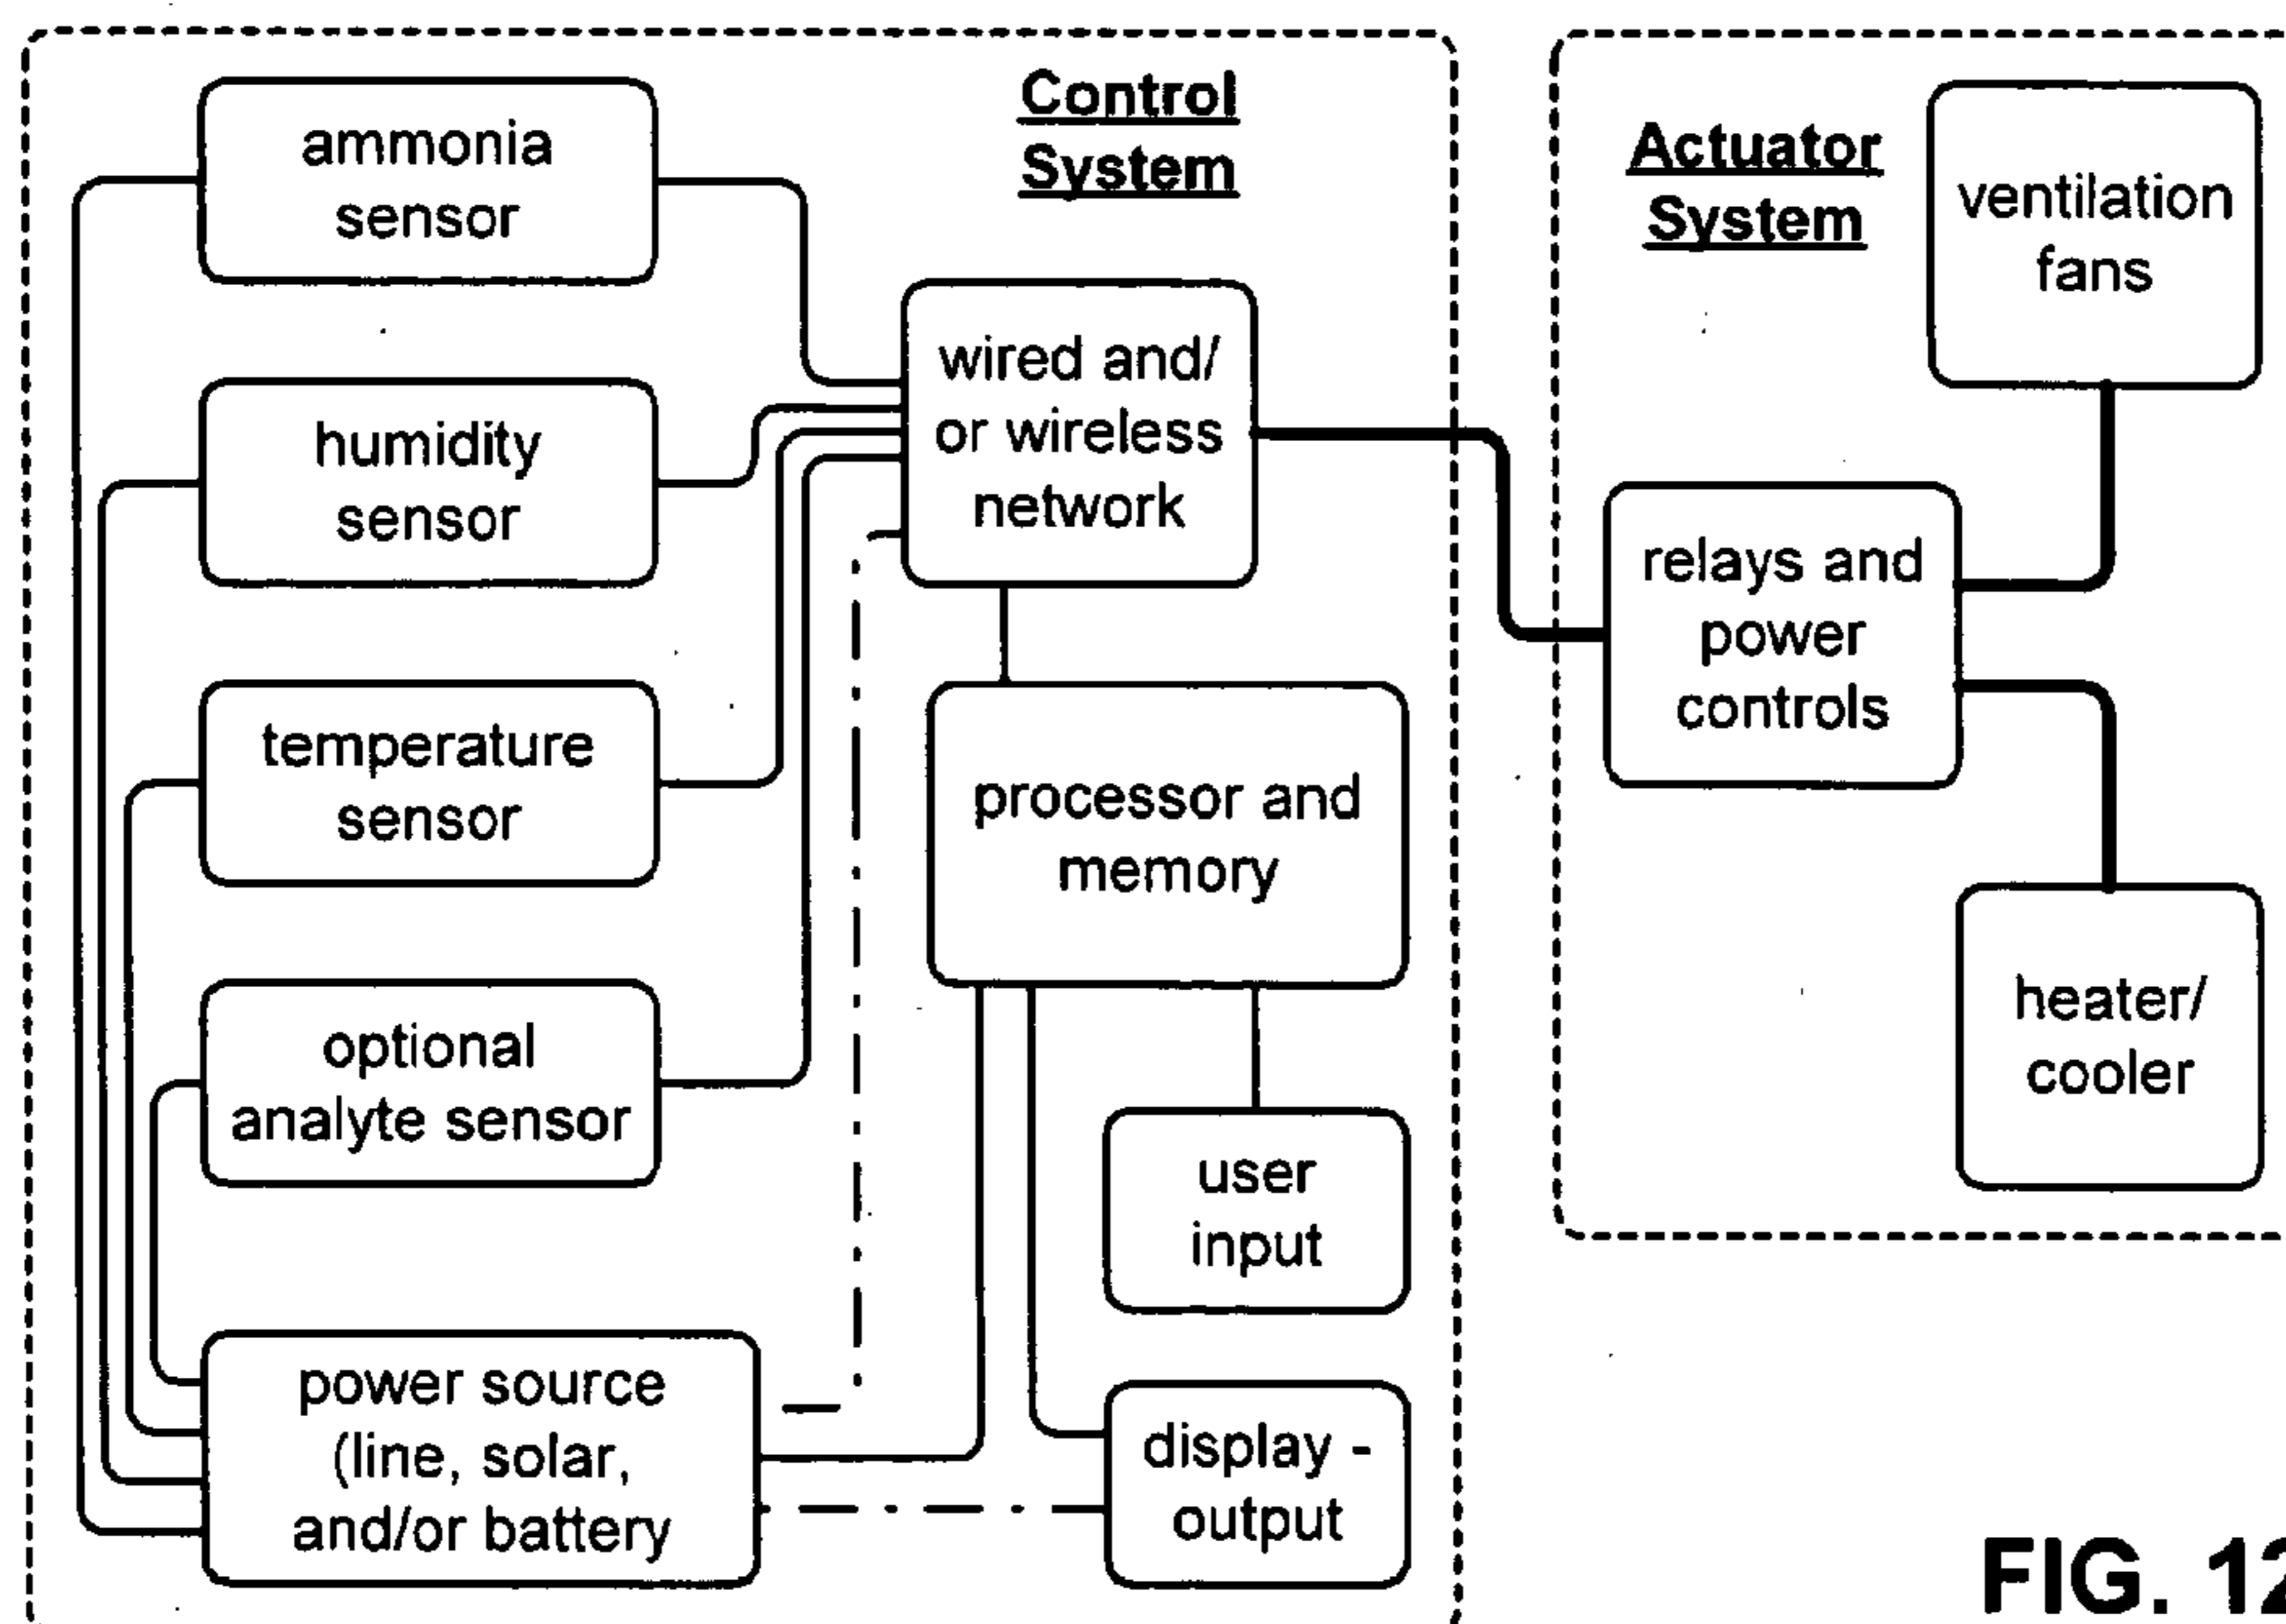 Control
System
ammonia
sensor
humidity
sensor
temperature
sensor
optional
analyte sensor
power source
(line, solar,
and/or battery
wired and/
or wireless
network
processor and
memory
user
input
display -
output
Actuator
System
ventilation
fans
relays and
power
controls
heater/
cooler
FIG. 12